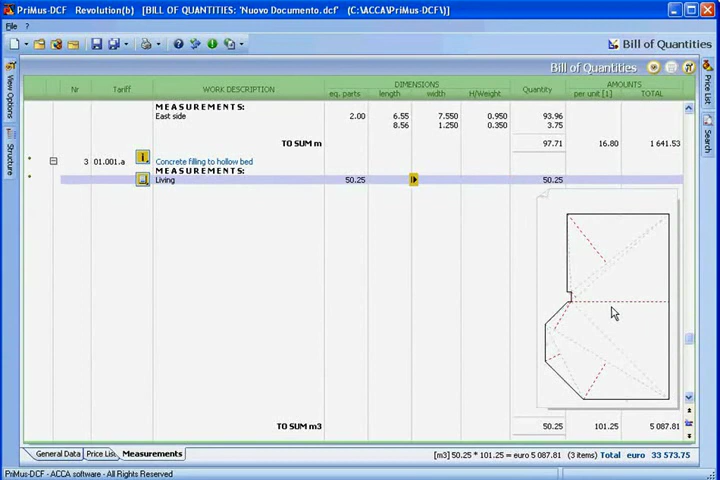 PriMus-DCF Revolution(b) [BILL OF QUANTITIES: 'Nuovo Documento.dcf' (C:\ACCA\PriMus-DCF\)]
File ?
Bill of Quantities
Bill of Quantities
View Options
Structure
Price List
Search
Nr Tariff WORK DESCRIPTION DIMENSIONS Quantity AMOUNTS
eq. parts length width H/Weight per unit [1] TOTAL
MEASUREMENTS:
East side 2.00 6.55 7.550 0.950 93.96
8.56 1.250 0.350 3.75
TO SUM m 97.71 16.80 1 641.53
3 01.001.a Concrete filling to hollow bed
MEASUREMENTS:
Living 50.25 50.25
TO SUM m3 50.25 101.25 5 087.81
General Data Price List Measurements [m3] 50.25 * 101.25 = euro 5 087.81 (3 items) Total euro 33 573.75
PriMus-DCF - ACCA software - All Rights Reserved